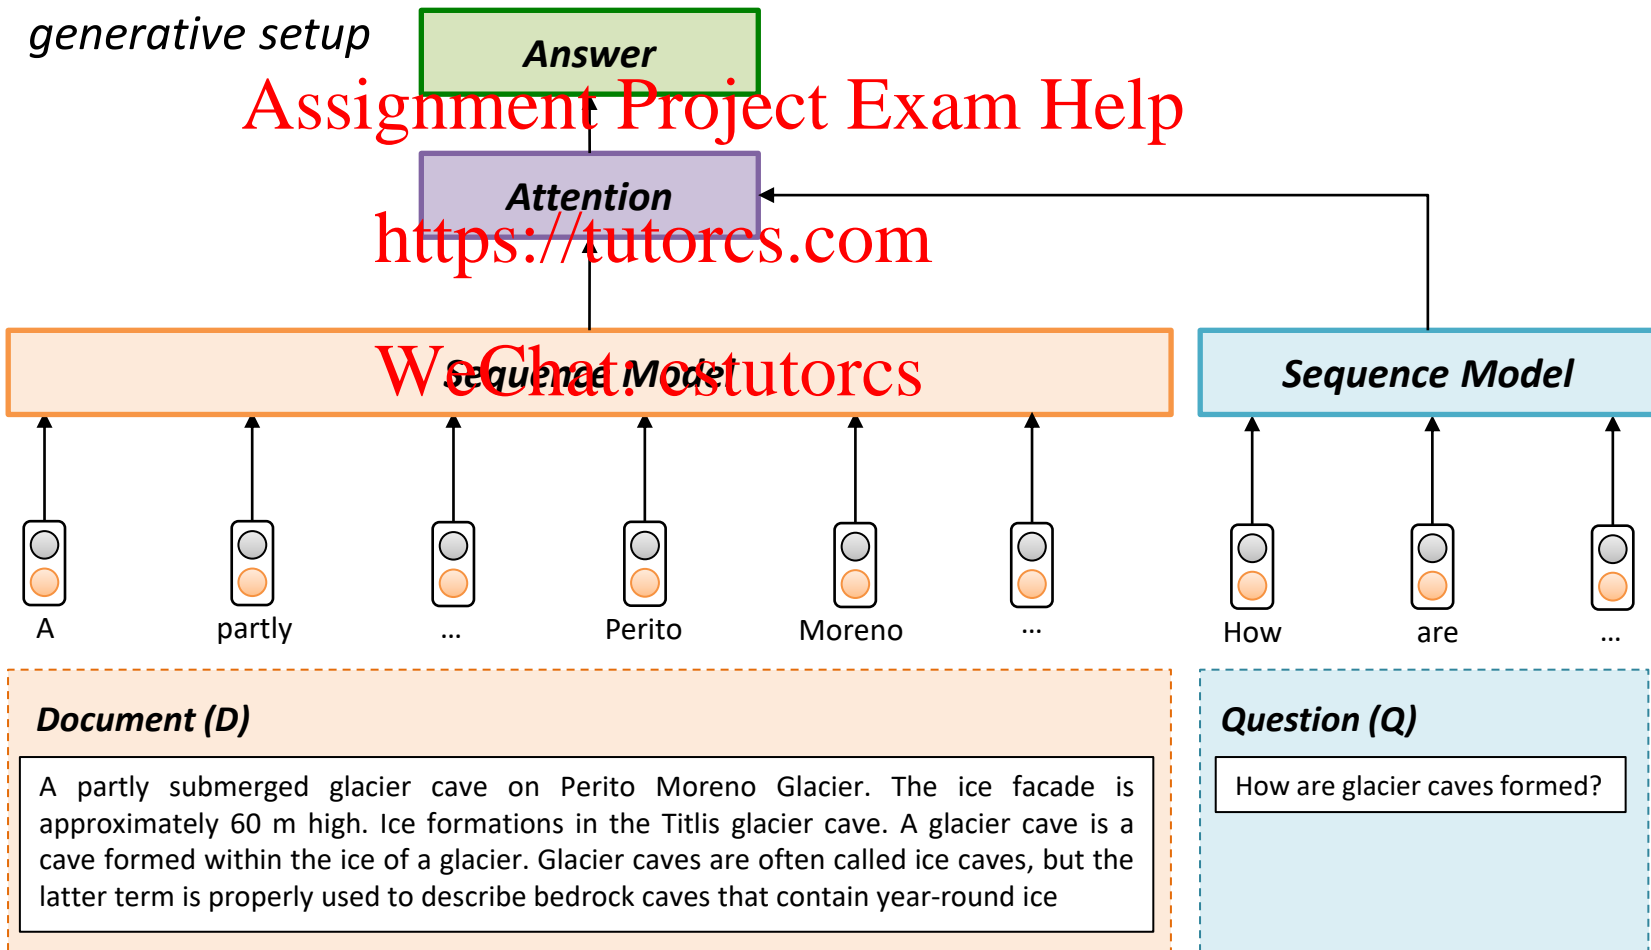 generative setup
Answer
Assignment Project Exam Help
Attention
https://tutorcs.com
Sequence Model
WeChat: cstutorcs
Sequence Model
A partly ... Perito Moreno ... How are ...
Document (D)
A partly submerged glacier cave on Perito Moreno Glacier. The ice facade is
approximately 60 m high. Ice formations in the Titlis glacier cave. A glacier cave is a
cave formed within the ice of a glacier. Glacier caves are often called ice caves, but the
latter term is properly used to describe bedrock caves that contain year-round ice
Question (Q)
How are glacier caves formed?